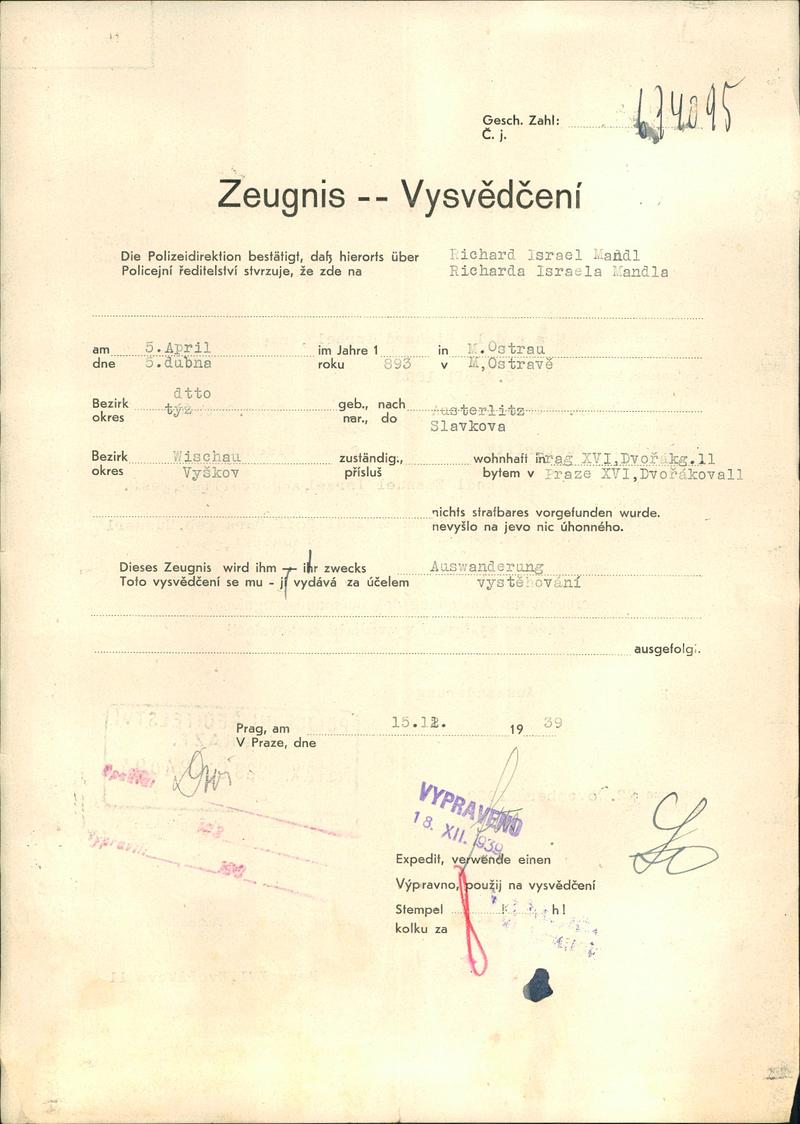 Gesch. Zahl: 674095
Č. j.
Zeugnis -- Vysvědčení
Die Polizeidirektion bestätigt, daß hierorts über Richard Israel Mandl
Policejní ředitelství stvrzuje, že zde na Richarda Israela Mandla
am 5.April im Jahre 1 in M.Ostrau
dne 5.dubna roku 893 v M,Ostravě
dtto
Bezirk týž geb., nach Austerlitz
okres nar., do Slavkova
Bezirk Wischau zuständig., wohnhaft in Prag XVI,Dvořákg.11
okres Vyškov přísluš bytem v Praze XVI,Dvořákova11
nichts strafbares vorgefunden wurde.
nevyšlo na jevo nic úhonného.
Dieses Zeugnis wird ihm – ihr zwecks Auswanderung
Toto vysvědčení se mu - jí vydává za účelem vystěhování
ausgefolgt.
Prag, am 15.12. 19 39
V Praze, dne
Opsáno:
Vypravil:
VYPRAVENO
18. XII. 1939
Expedit, verwende einen
Výpravno, použij na vysvědčení
Stempel K h!
kolku za